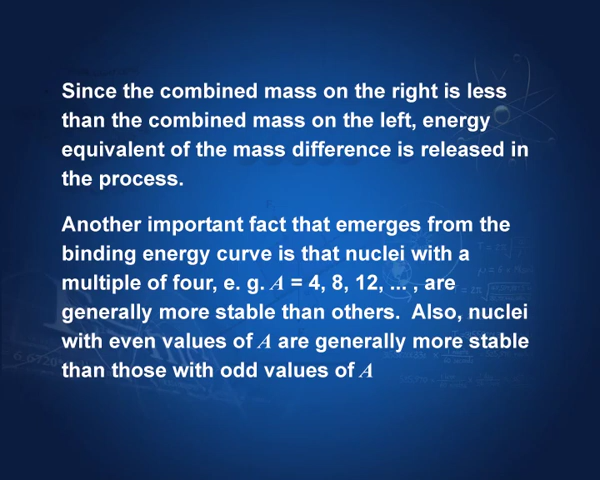 Since the combined mass on the right is less
than the combined mass on the left, energy
equivalent of the mass difference is released in
the process.
Another important fact that emerges from the
binding energy curve is that nuclei with a
multiple of four, e. g. A = 4, 8, 12, ... , are
generally more stable than others.  Also, nuclei
with even values of A are generally more stable
than those with odd values of A